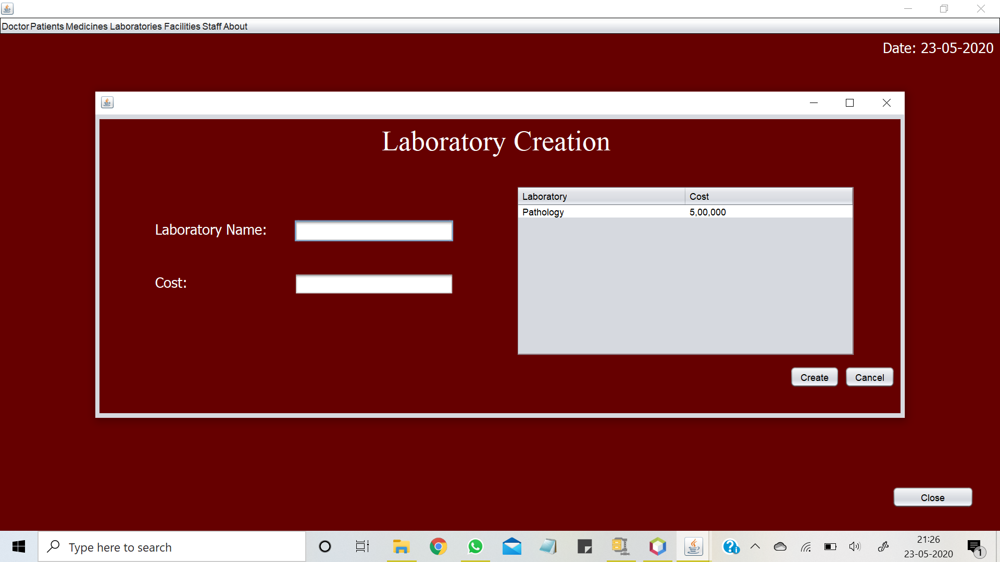 Doctor Patients Medicines Laboratories Facilities Staff About
Date: 23-05-2020
Laboratory Creation
Laboratory Cost
Pathology 5,00,000
Laboratory Name:
Cost:
Create Cancel
Close
Type here to search
21:26
23-05-2020
1